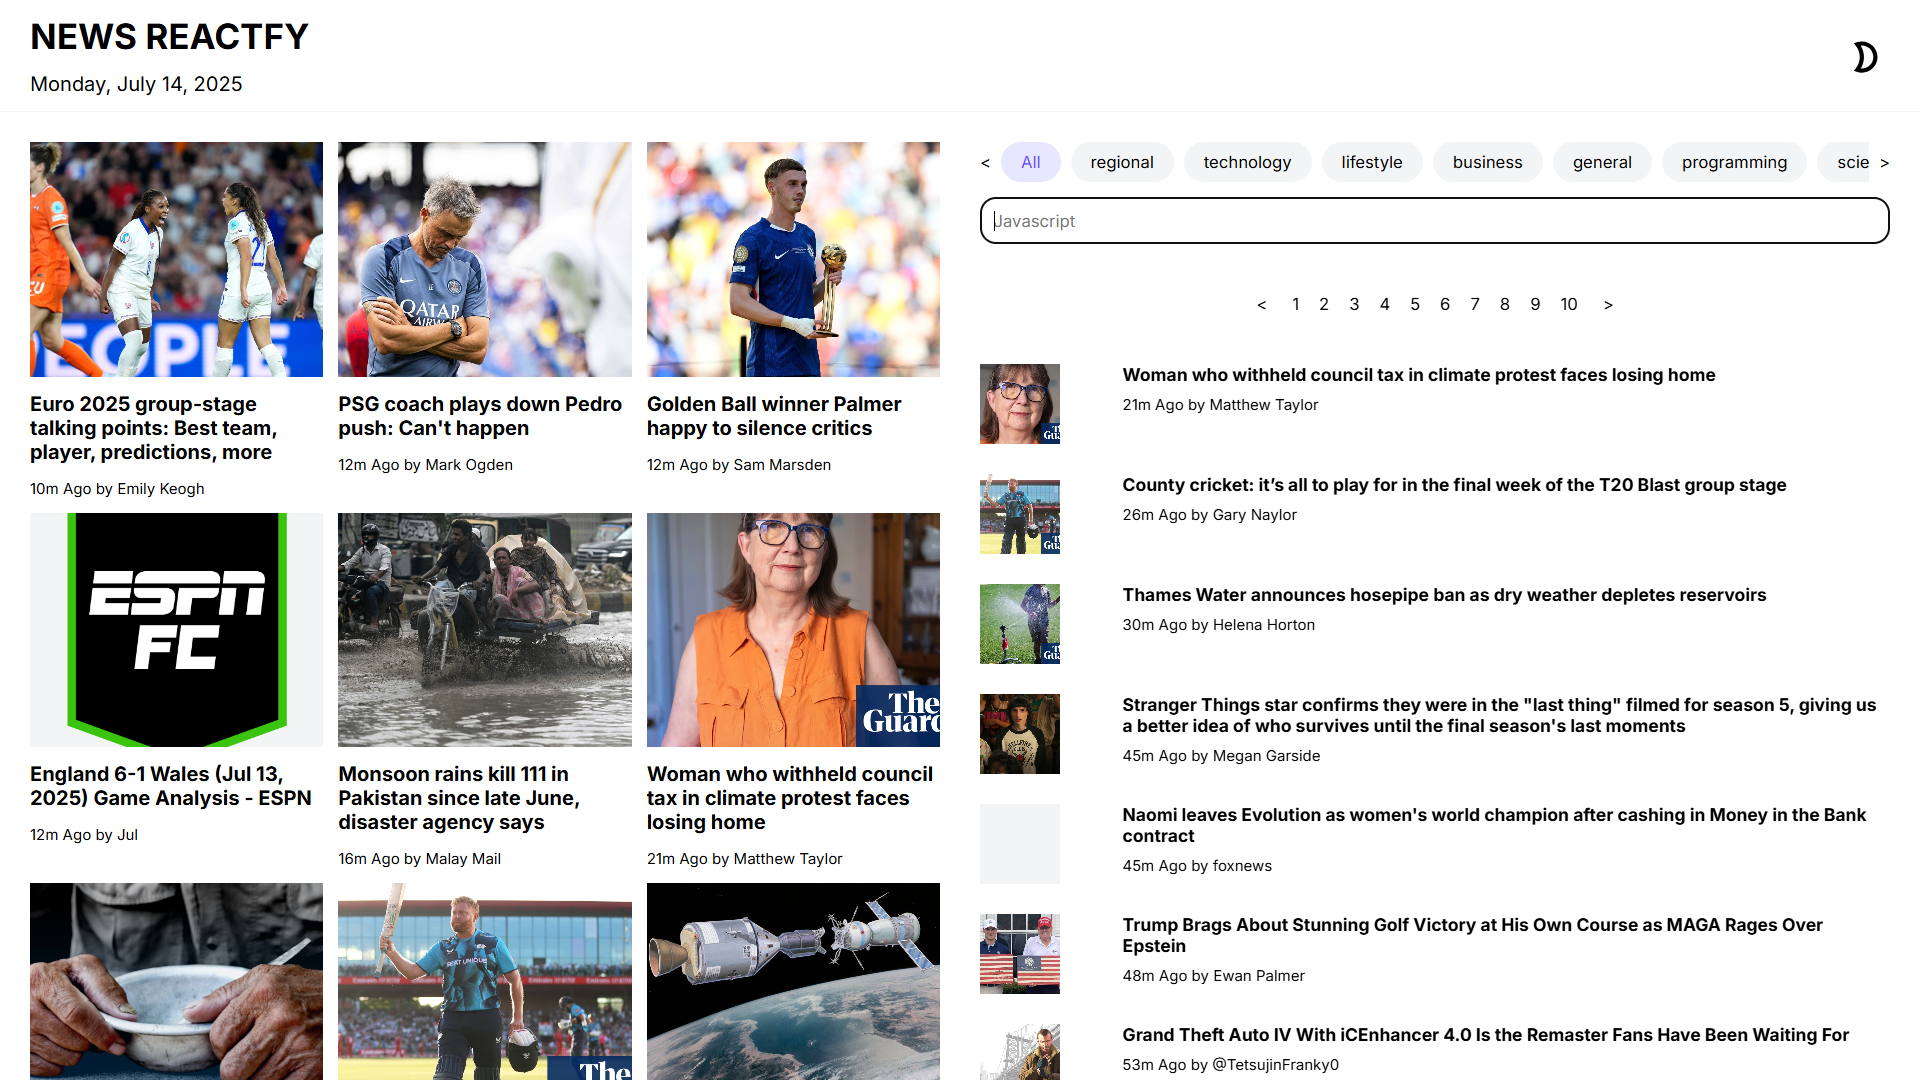 NEWS REACTFY
Monday, July 14, 2025
PEOPLE
QATAR
AIRW
Euro 2025 group-stage
talking points: Best team,
player, predictions, more
10m Ago by Emily Keogh
PSG coach plays down Pedro
push: Can't happen
12m Ago by Mark Ogden
Golden Ball winner Palmer
happy to silence critics
12m Ago by Sam Marsden
ESPN
FC
The
Guard
England 6-1 Wales (Jul 13,
2025) Game Analysis - ESPN
12m Ago by Jul
Monsoon rains kill 111 in
Pakistan since late June,
disaster agency says
16m Ago by Malay Mail
Woman who withheld council
tax in climate protest faces
losing home
21m Ago by Matthew Taylor
BEAT UNIQUE
The
< All regional technology lifestyle business general programming scie >
Javascript
< 1 2 3 4 5 6 7 8 9 10 >
Woman who withheld council tax in climate protest faces losing home
21m Ago by Matthew Taylor
County cricket: it’s all to play for in the final week of the T20 Blast group stage
26m Ago by Gary Naylor
Thames Water announces hosepipe ban as dry weather depletes reservoirs
30m Ago by Helena Horton
Stranger Things star confirms they were in the "last thing" filmed for season 5, giving us
a better idea of who survives until the final season's last moments
45m Ago by Megan Garside
Naomi leaves Evolution as women's world champion after cashing in Money in the Bank
contract
45m Ago by foxnews
Trump Brags About Stunning Golf Victory at His Own Course as MAGA Rages Over
Epstein
48m Ago by Ewan Palmer
Grand Theft Auto IV With iCEnhancer 4.0 Is the Remaster Fans Have Been Waiting For
53m Ago by @TetsujinFranky0